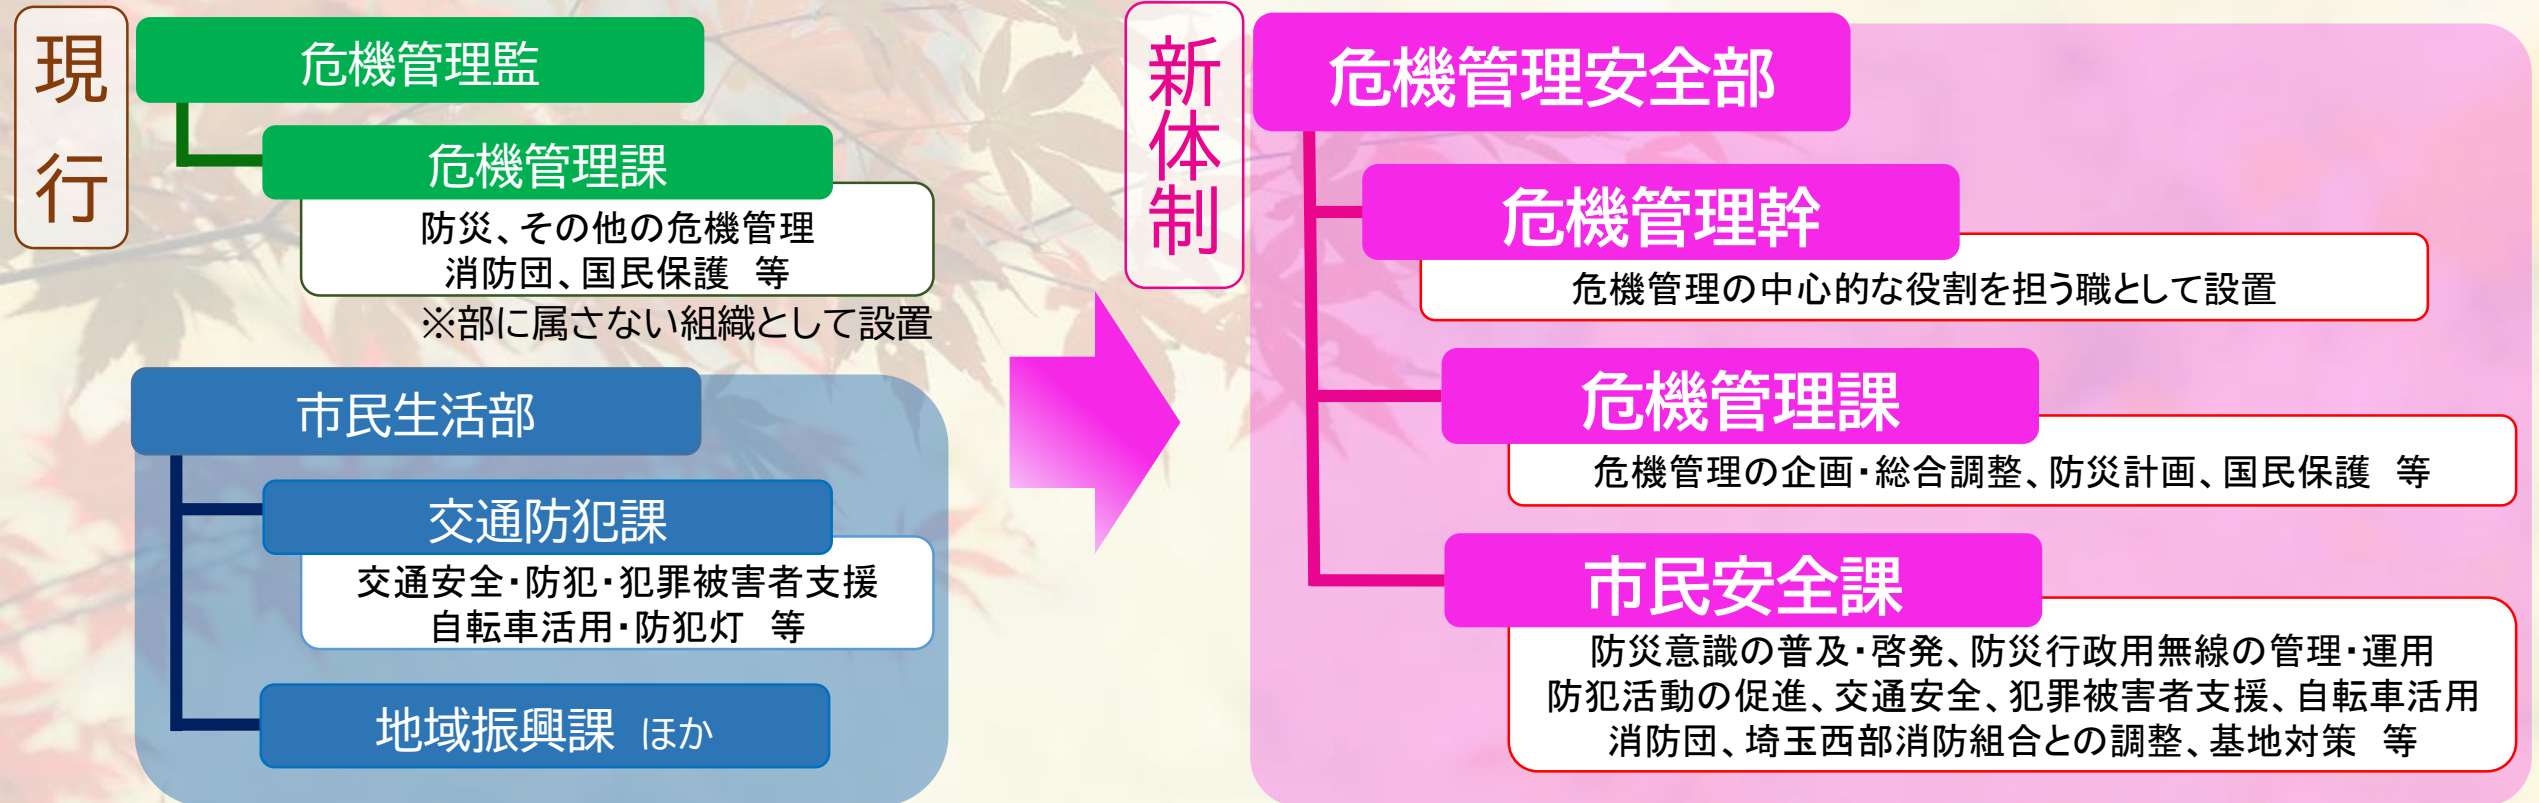 現行
危機管理監
危機管理課
防災、その他の危機管理
消防団、国民保護　等
※部に属さない組織として設置
市民生活部
交通防犯課
交通安全・防犯・犯罪被害者支援
自転車活用・防犯灯　等
地域振興課 ほか
新体制
危機管理安全部
危機管理幹
危機管理の中心的な役割を担う職として設置
危機管理課
危機管理の企画・総合調整、防災計画、国民保護　等
市民安全課
防災意識の普及・啓発、防災行政用無線の管理・運用
防犯活動の促進、交通安全、犯罪被害者支援、自転車活用
消防団、埼玉西部消防組合との調整、基地対策　等